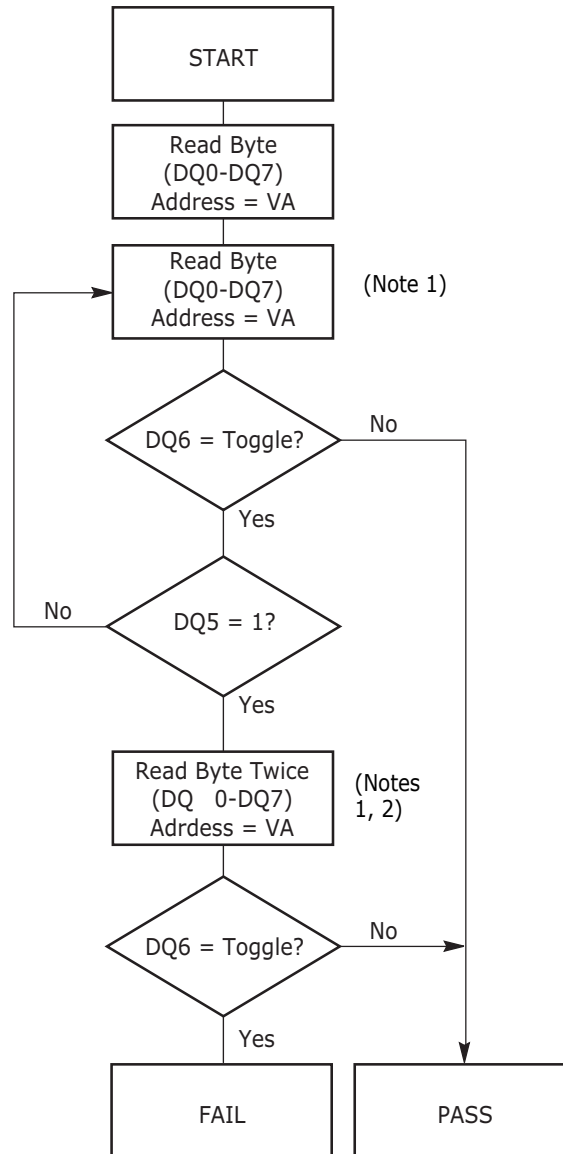 START
Read Byte
(DQ0-DQ7)
Address = VA
Read Byte
(DQ0-DQ7)
Address = VA
(Note 1)
DQ6 = Toggle?
No
Yes
No
DQ5 = 1?
Yes
Read Byte Twice
(DQ 0-DQ7)
Adrdess = VA
(Notes
1, 2)
DQ6 = Toggle?
No
Yes
FAIL
PASS